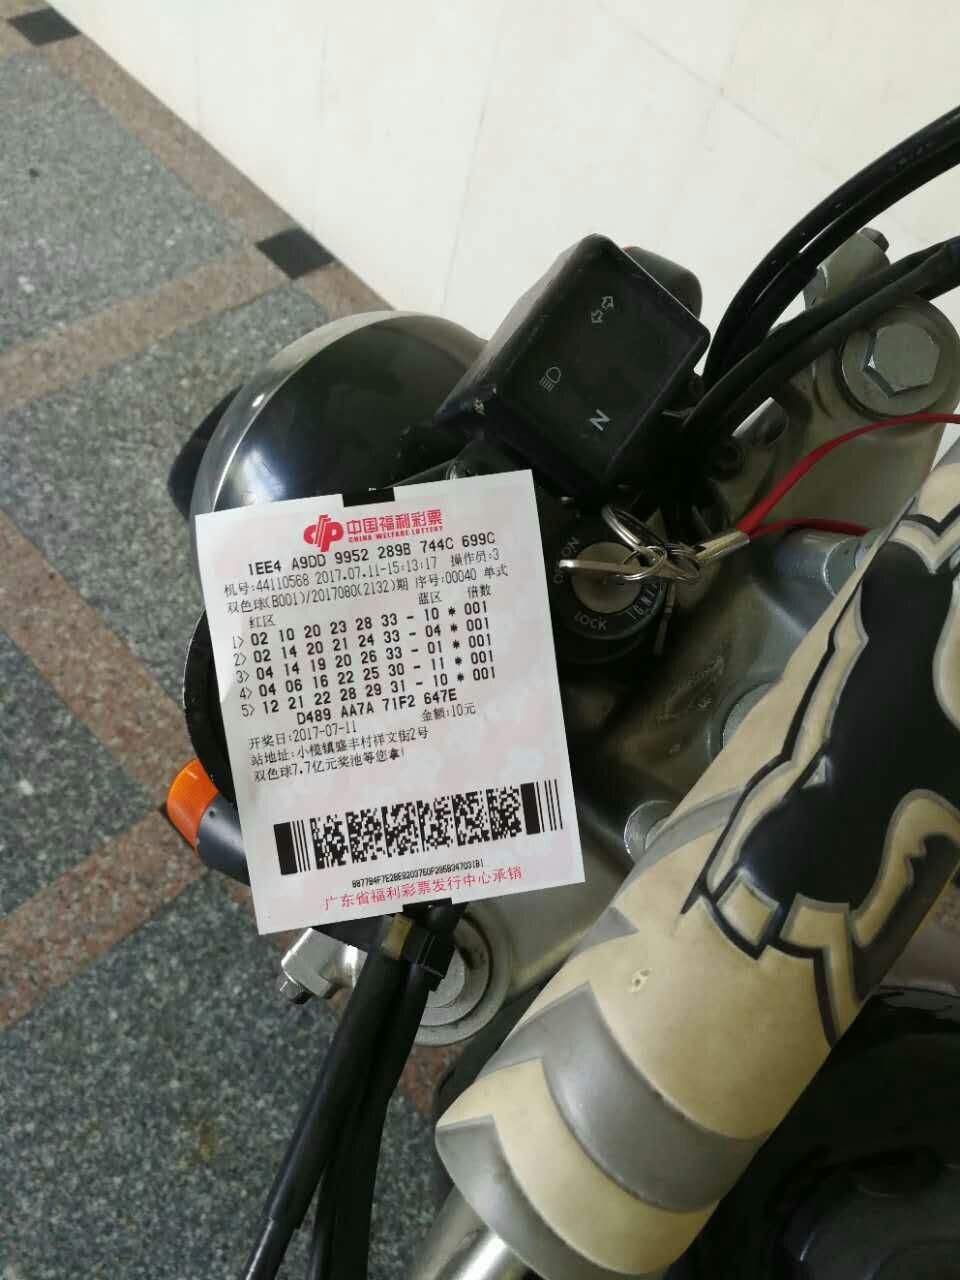 中国福利彩票
CHINA WELFARE LOTTERY
1EE4 A9DD 9952 289B 744C 699C
机号:44110568 2017.07.11-15:13:17 操作员:3
双色球(B001)/2017080(2132)期 序号:00040 单式
红区 蓝区 倍数
1> 02 10 20 23 28 33 - 10 * 001
2> 02 14 20 21 24 33 - 04 * 001
3> 04 14 19 20 26 33 - 01 * 001
4> 04 06 16 22 25 30 - 11 * 001
5> 12 21 22 28 29 31 - 10 * 001
D489 AA7A 71F2 647E
开奖日:2017-07-11 金额:10元
站地址:小榄镇盛丰村祥文街2号
双色球7.7亿元奖池等您拿!
广东省福利彩票发行中心承销
N
ON
LOCK